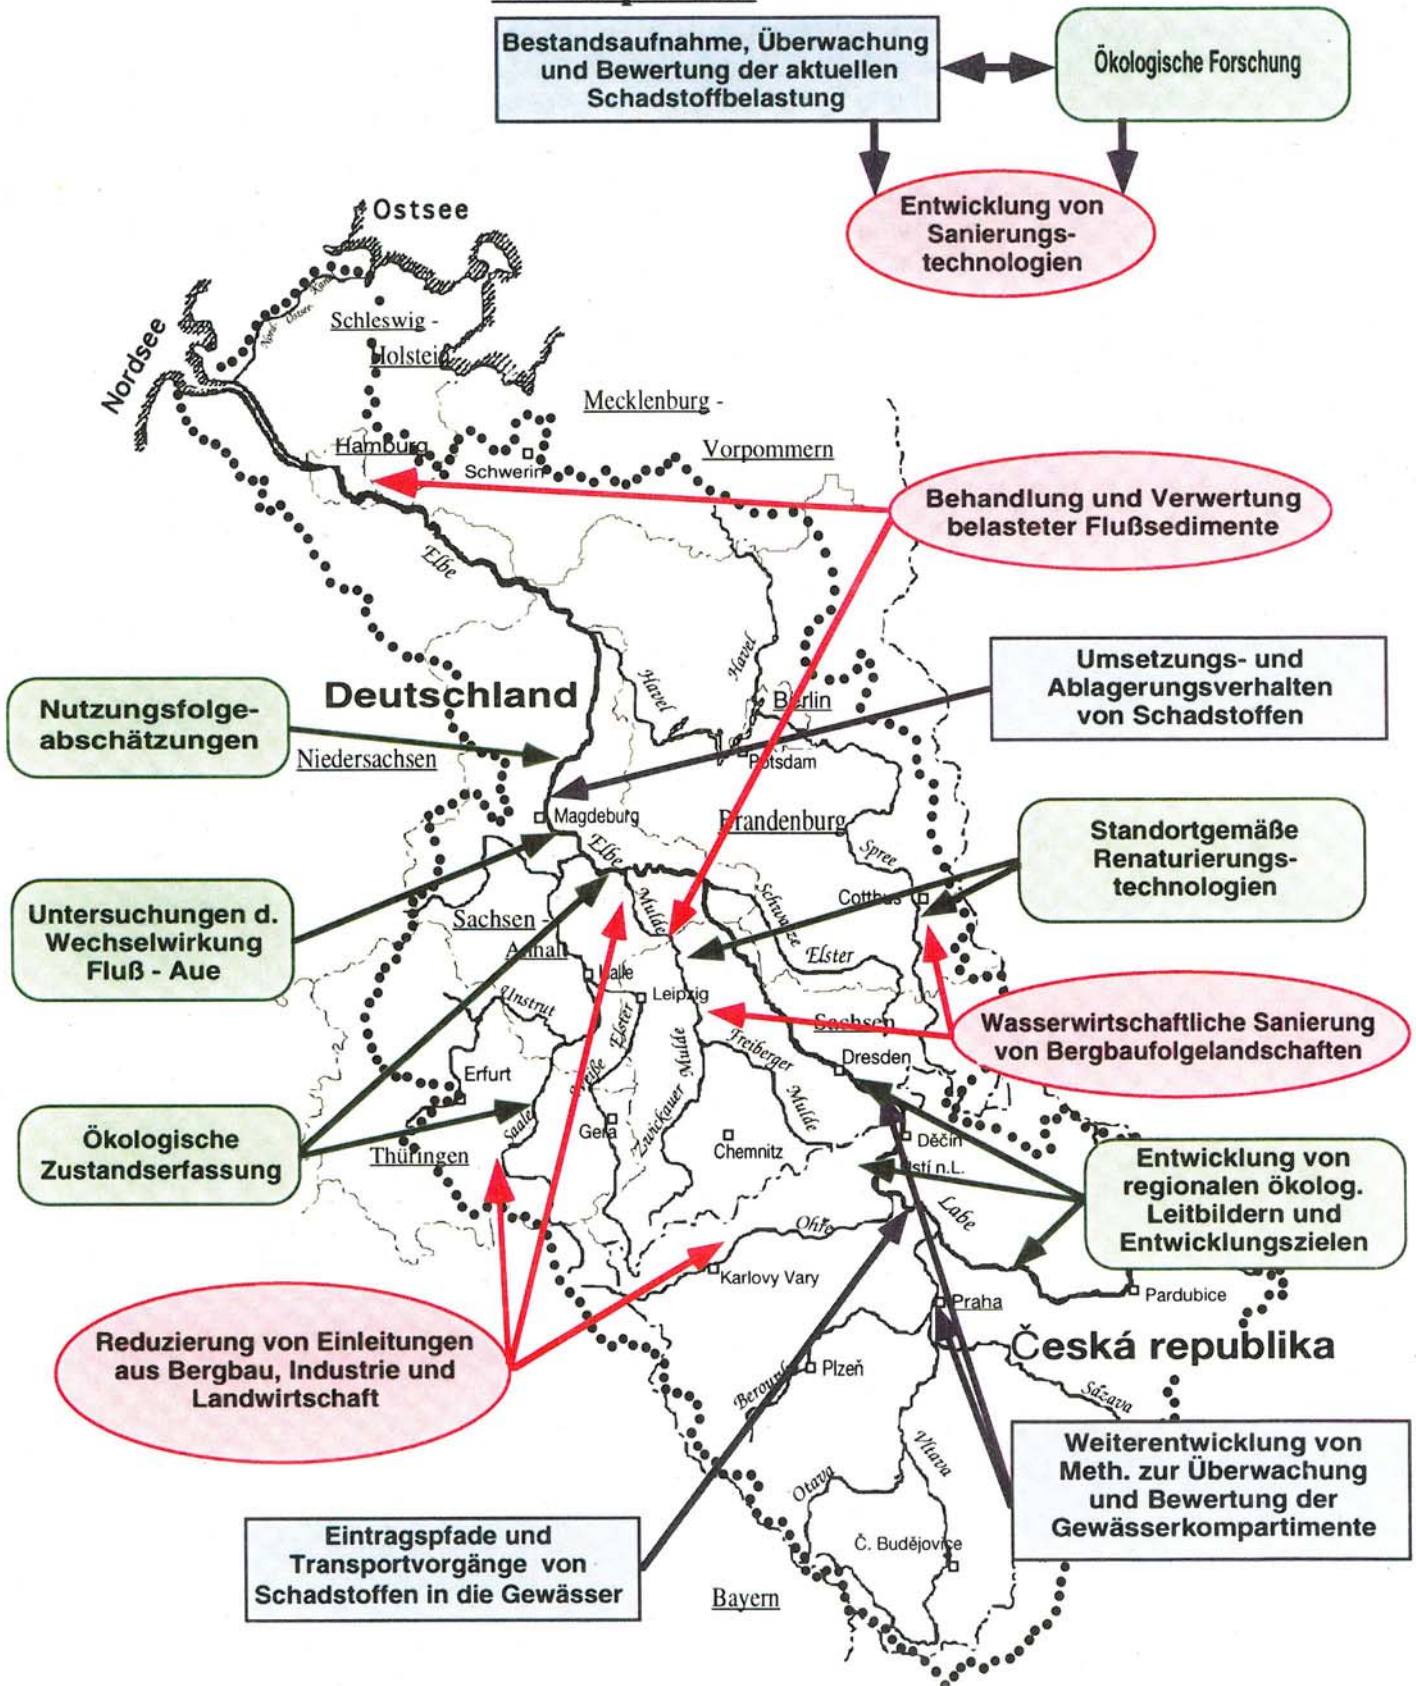 Bestandsaufnahme, Überwachung
und Bewertung der aktuellen
Schadstoffbelastung
Ökologische Forschung
Entwicklung von
Sanierungs-
technologien
Ostsee
Nordsee
Nord-
Ostsee-
Schleswig -
Holstein
Mecklenburg -
Vorpommern
Hamburg
Schwerin
Behandlung und Verwertung
belasteter Flußsedimente
Elbe
Havel
Havel
Umsetzungs- und
Ablagerungsverhalten
von Schadstoffen
Deutschland
Berlin
Nutzungsfolge-
abschätzungen
Niedersachsen
Potsdam
Magdeburg
Brandenburg
Standortgemäße
Renaturierungs-
technologien
Elbe
Spree
Mulde
Schwarze
Elster
Cottbus
Untersuchungen d.
Wechselwirkung
Fluß - Aue
Sachsen -
Anhalt
Halle
Leipzig
Unstrut
Elster
Sachsen
Wasserwirtschaftliche Sanierung
von Bergbaufolgelandschaften
Freiberger
Mulde
Dresden
Erfurt
Zwickauer Mulde
Ökologische
Zustandserfassung
Saale
Gera
Chemnitz
Thüringen
Děčín
Ústí n.L.
Entwicklung von
regionalen ökolog.
Leitbildern und
Entwicklungszielen
Labe
Ohře
Karlovy Vary
Pardubice
Praha
Reduzierung von Einleitungen
aus Bergbau, Industrie und
Landwirtschaft
Česká republika
Plzeň
Berounka
Sázava
Vltava
Otava
Weiterentwicklung von
Meth. zur Überwachung
und Bewertung der
Gewässerkompartimente
Eintragspfade und
Transportvorgänge von
Schadstoffen in die Gewässer
Č. Budějovice
Bayern